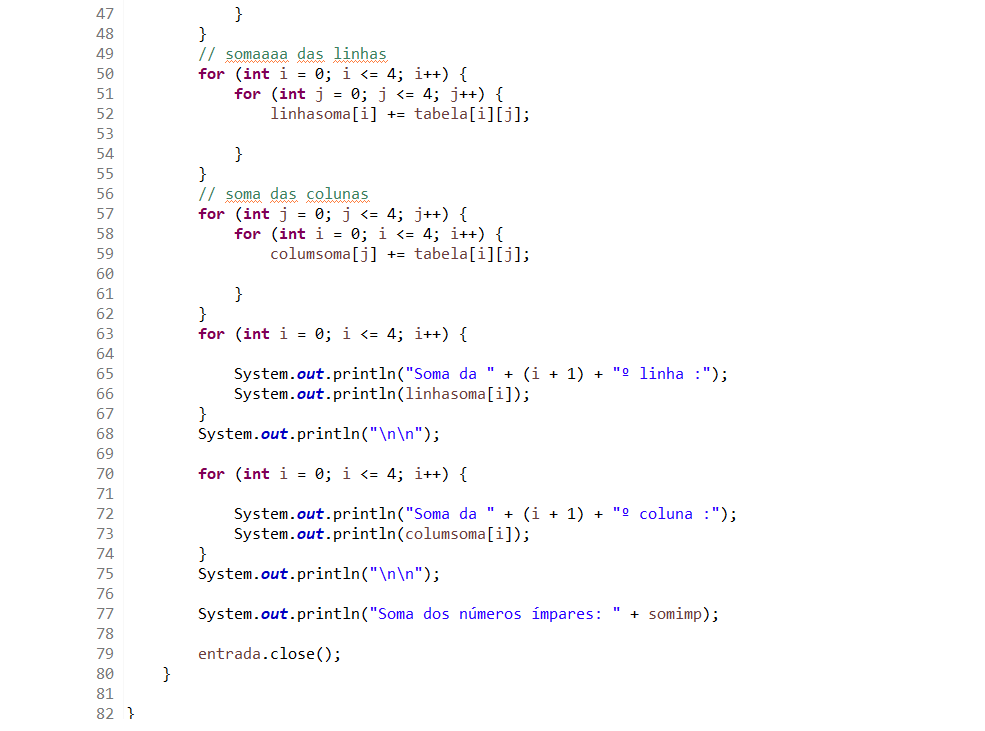 47             }
48         }
49         // somaaaa das linhas
50         for (int i = 0; i <= 4; i++) {
51             for (int j = 0; j <= 4; j++) {
52                 linhasoma[i] += tabela[i][j];
53
54             }
55         }
56         // soma das colunas
57         for (int j = 0; j <= 4; j++) {
58             for (int i = 0; i <= 4; i++) {
59                 columsoma[j] += tabela[i][j];
60
61             }
62         }
63         for (int i = 0; i <= 4; i++) {
64
65             System.out.println("Soma da " + (i + 1) + "º linha :");
66             System.out.println(linhasoma[i]);
67         }
68         System.out.println("\n\n");
69
70         for (int i = 0; i <= 4; i++) {
71
72             System.out.println("Soma da " + (i + 1) + "º coluna :");
73             System.out.println(columsoma[i]);
74         }
75         System.out.println("\n\n");
76
77         System.out.println("Soma dos números ímpares: " + somimp);
78
79         entrada.close();
80     }
81
82 }